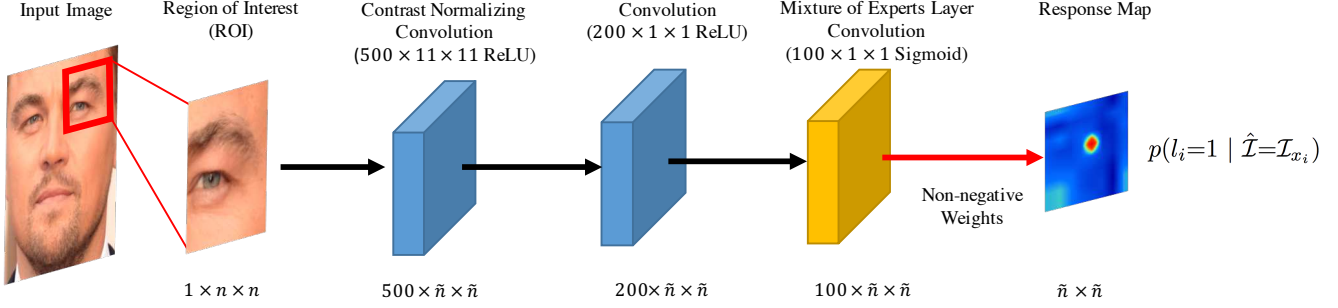 Input Image
Region of Interest
(ROI)
Contrast Normalizing
Convolution
(500 × 11 × 11 ReLU)
Convolution
(200 × 1 × 1 ReLU)
Mixture of Experts Layer
Convolution
(100 × 1 × 1 Sigmoid)
Response Map
p(l_i=1 | Î=I_{x_i})
Non-negative
Weights
1 × n × n
500 × ñ × ñ
200 × ñ × ñ
100 × ñ × ñ
ñ × ñ